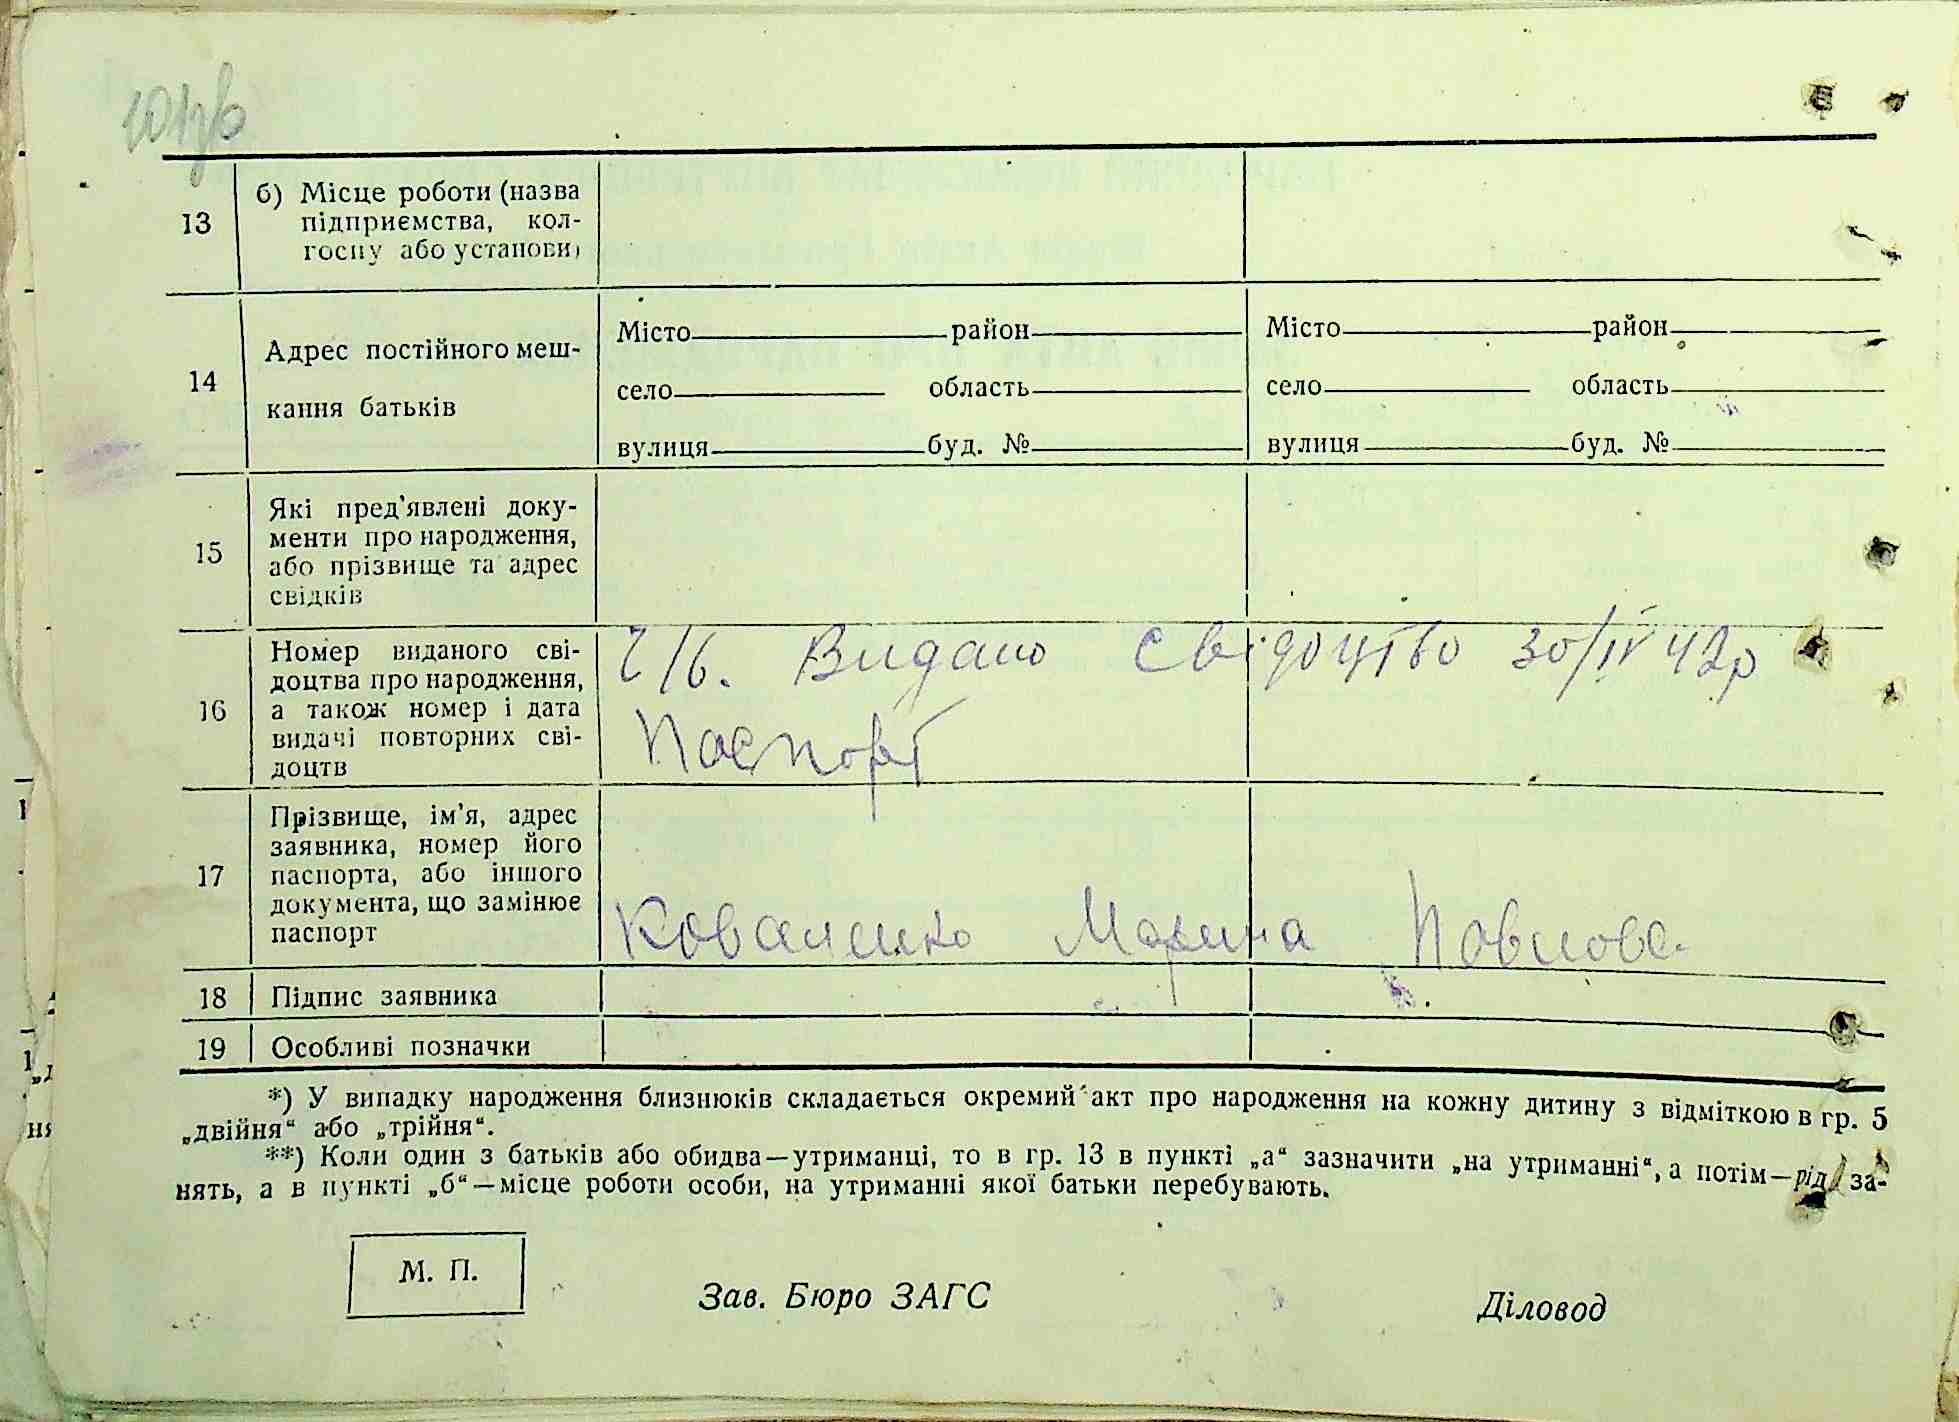 101зв
13
б) Місце роботи (назва
підприємства, кол-
госпу або установи)
14
Адрес постійного меш-
кання батьків
Місто район
село область
вулиця буд. №
Місто район
село область
вулиця буд. №
15
Які пред'явлені доку-
менти про народження,
або прізвище та адрес
свідків
16
Номер виданого сві-
доцтва про народження,
а також номер і дата
видачі повторних сві-
доцтв
Видано свідоцтво 30/IV 42р
Паспорт
17
Прізвище, ім'я, адрес
заявника, номер його
паспорта, або іншого
документа, що замінює
паспорт
Коваленко Марина Павлова
18 Підпис заявника
19 Особливі позначки
*) У випадку народження близнюків складається окремий акт про народження на кожну дитину з відміткою в гр. 5
„двійня“ або „трійня“.
**) Коли один з батьків або обидва—утриманці, то в гр. 13 в пункті „а“ зазначити „на утриманні“, а потім—рід за-
нять, а в пункті „б“—місце роботи особи, на утриманні якої батьки перебувають.
М. П.
Зав. Бюро ЗАГС
Діловод